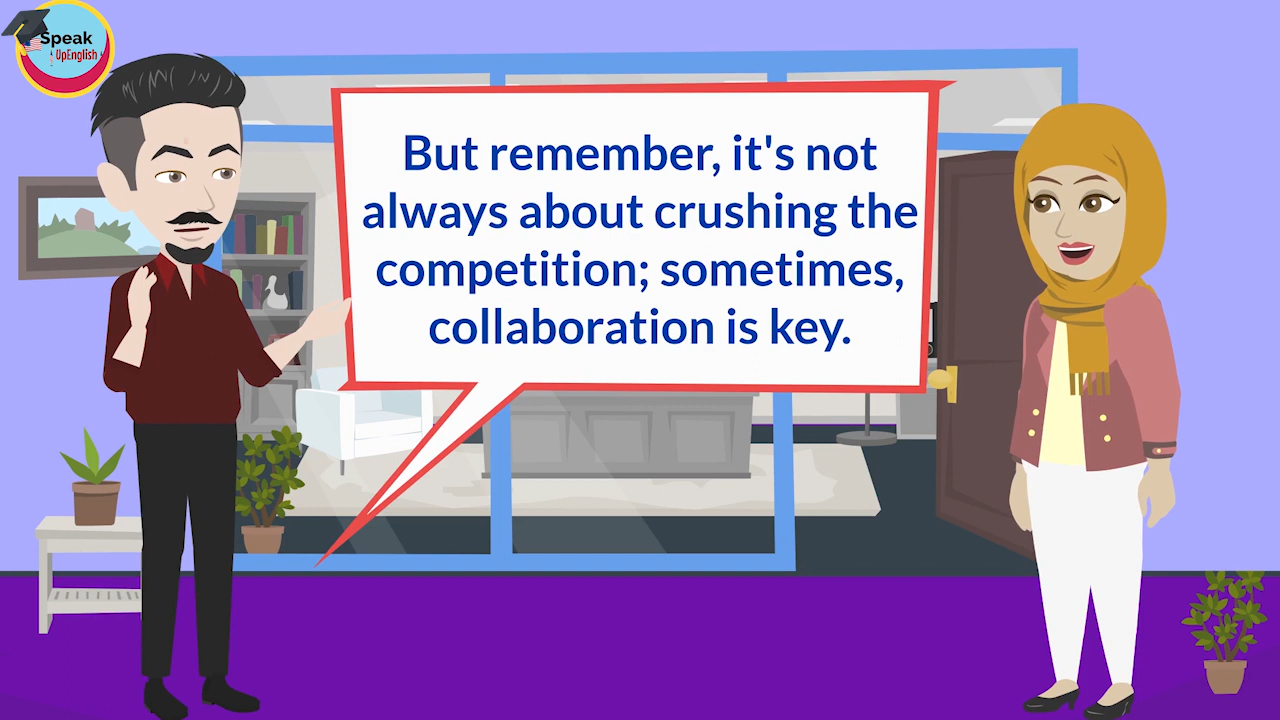 Speak
UpEnglish
But remember, it's not
always about crushing the
competition; sometimes,
collaboration is key.